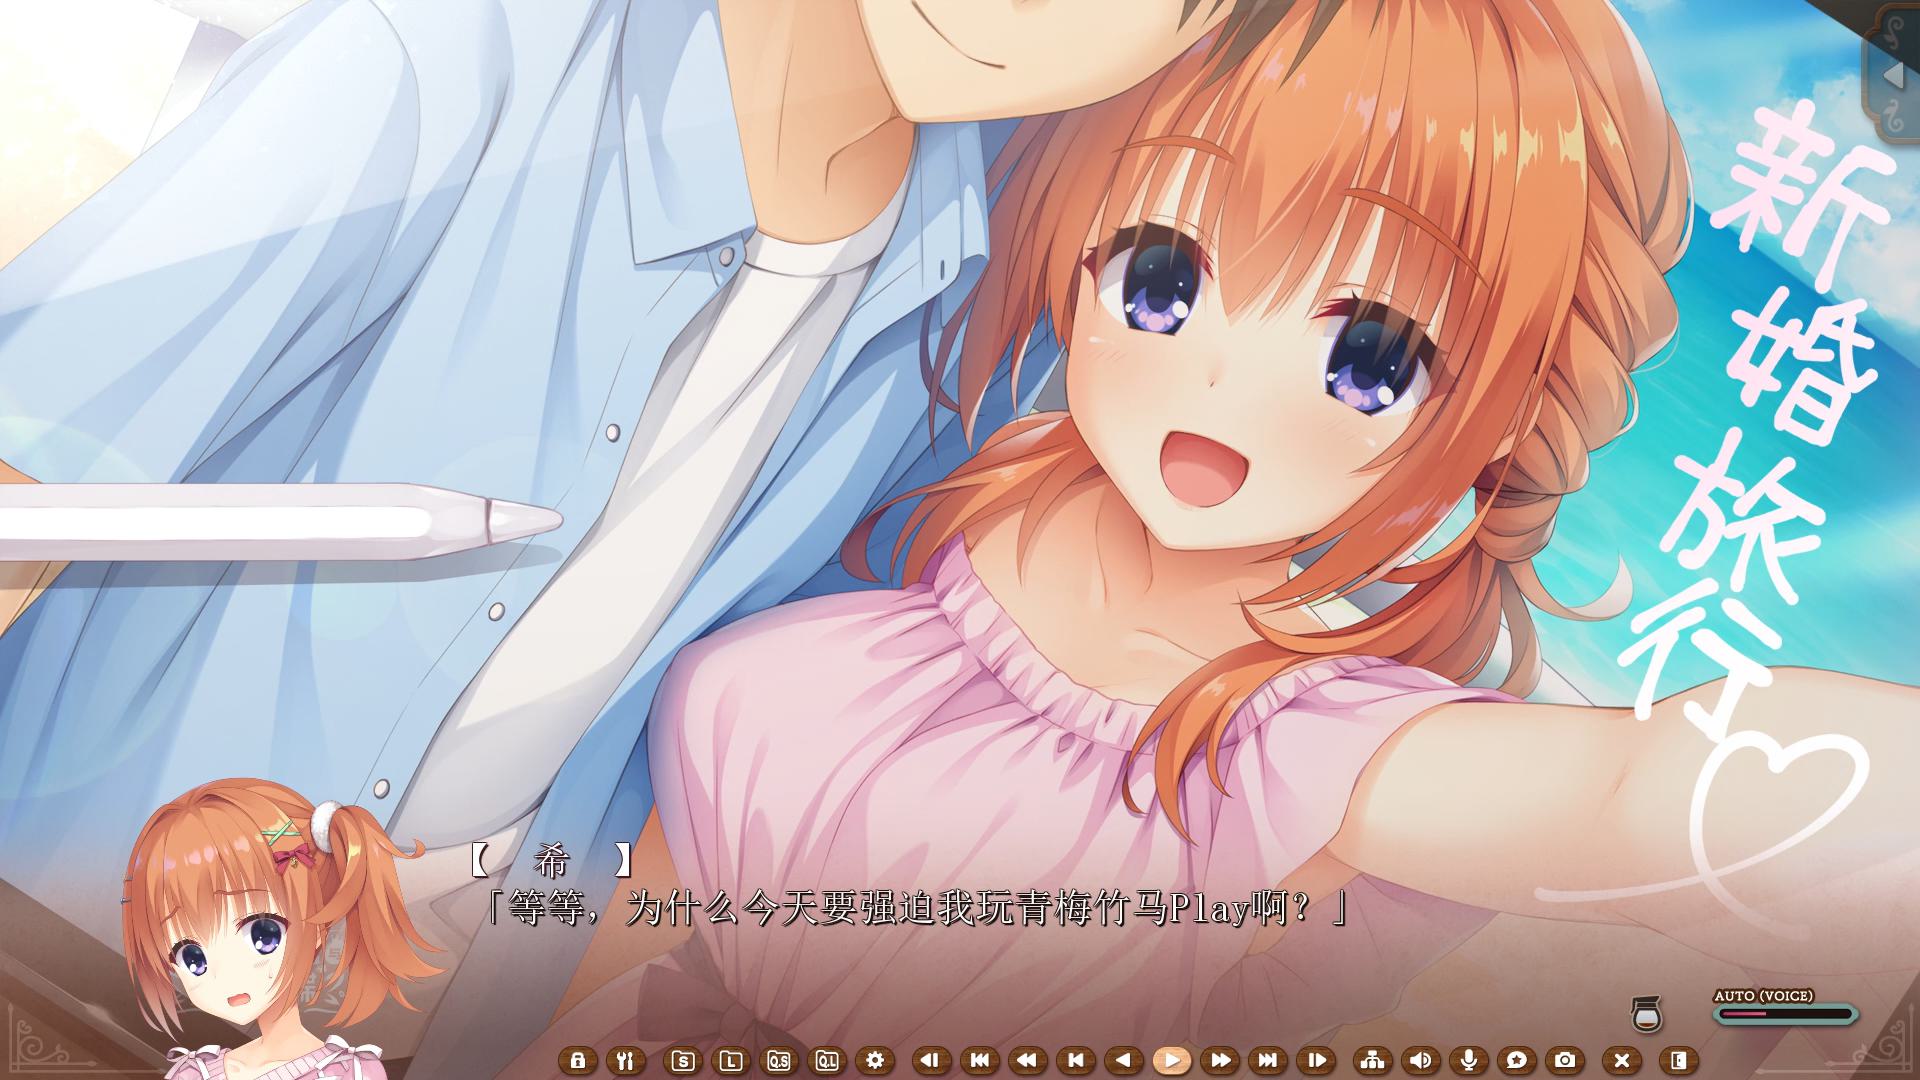 新婚旅行
【 希 】
「等等，为什么今天要强迫我玩青梅竹马Play啊？」
AUTO (VOICE)
S
L
Q.S
Q.L